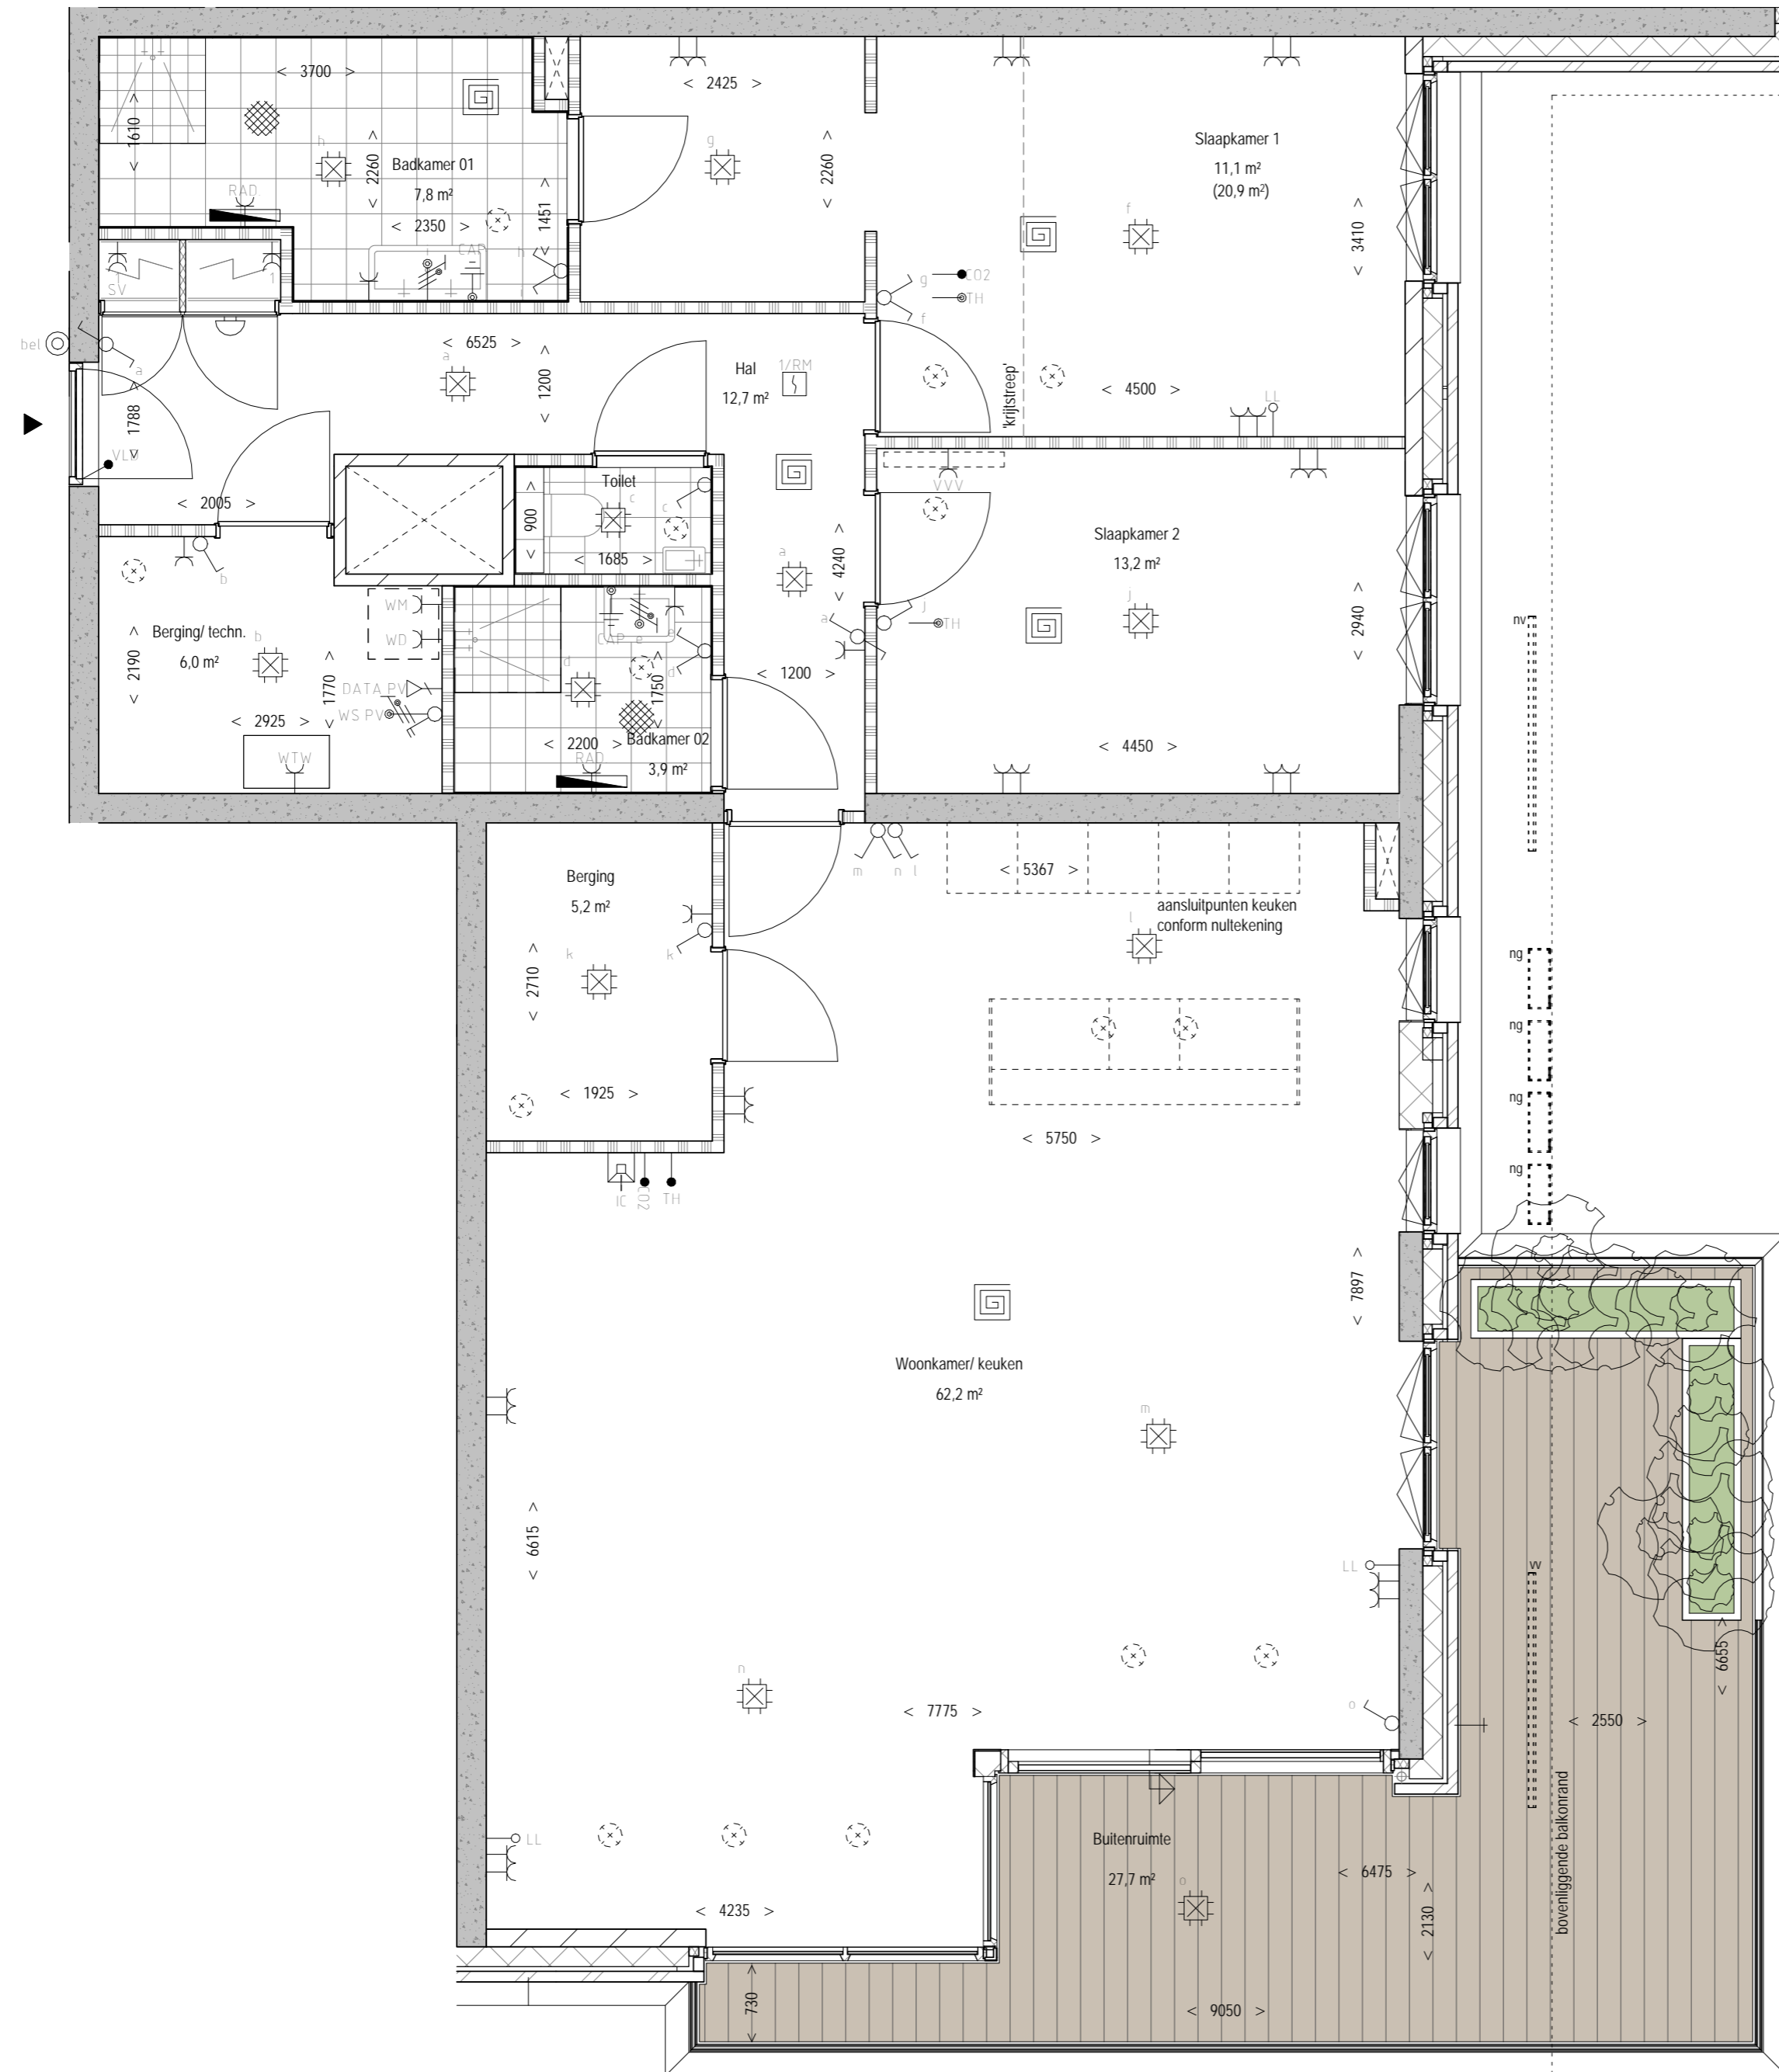 < 3700 >
< 2425 >
< 1610 >
h
< 2260 >
Badkamer 01
7,8 m²
g
< 2260 >
Slaapkamer 1
11,1 m²
(20,9 m²)
RAD
< 2350 >
< 1451 >
f
< 3410 >
CAP
h
i
SV
1
g
CO2
TH
f
bel
a
< 6525 >
a
< 1200 >
Hal
12,7 m²
1/RM
'krijtstreep'
< 4500 >
LL
< 1788 >
VLD
< 2005 >
Toilet
c
c
< 900 >
< 1685 >
VVV
Slaapkamer 2
13,2 m²
b
a
< 4240 >
WM
WD
Berging/ techn.
6,0 m²
b
< 2190 >
< 1770 >
CAP
e
e
d
d
a
j
TH
j
< 2940 >
nv
DATA PV
WS PV
< 1750 >
< 1200 >
< 2925 >
WTW
< 2200 >
Badkamer 02
3,9 m²
RAD
< 4450 >
m
n
l
< 5367 >
Berging
5,2 m²
aansluitpunten keuken
conform nultekening
l
k
k
< 2710 >
ng
ng
ng
ng
< 1925 >
< 5750 >
IC
CO2
TH
< 7897 >
Woonkamer/ keuken
62,2 m²
m
< 6615 >
LL
vv
< 6655 >
n
o
< 7775 >
< 2550 >
bovenliggende balkonrand
LL
Buitenruimte
27,7 m²
o
< 6475 >
< 2130 >
< 4235 >
< 730 >
< 9050 >